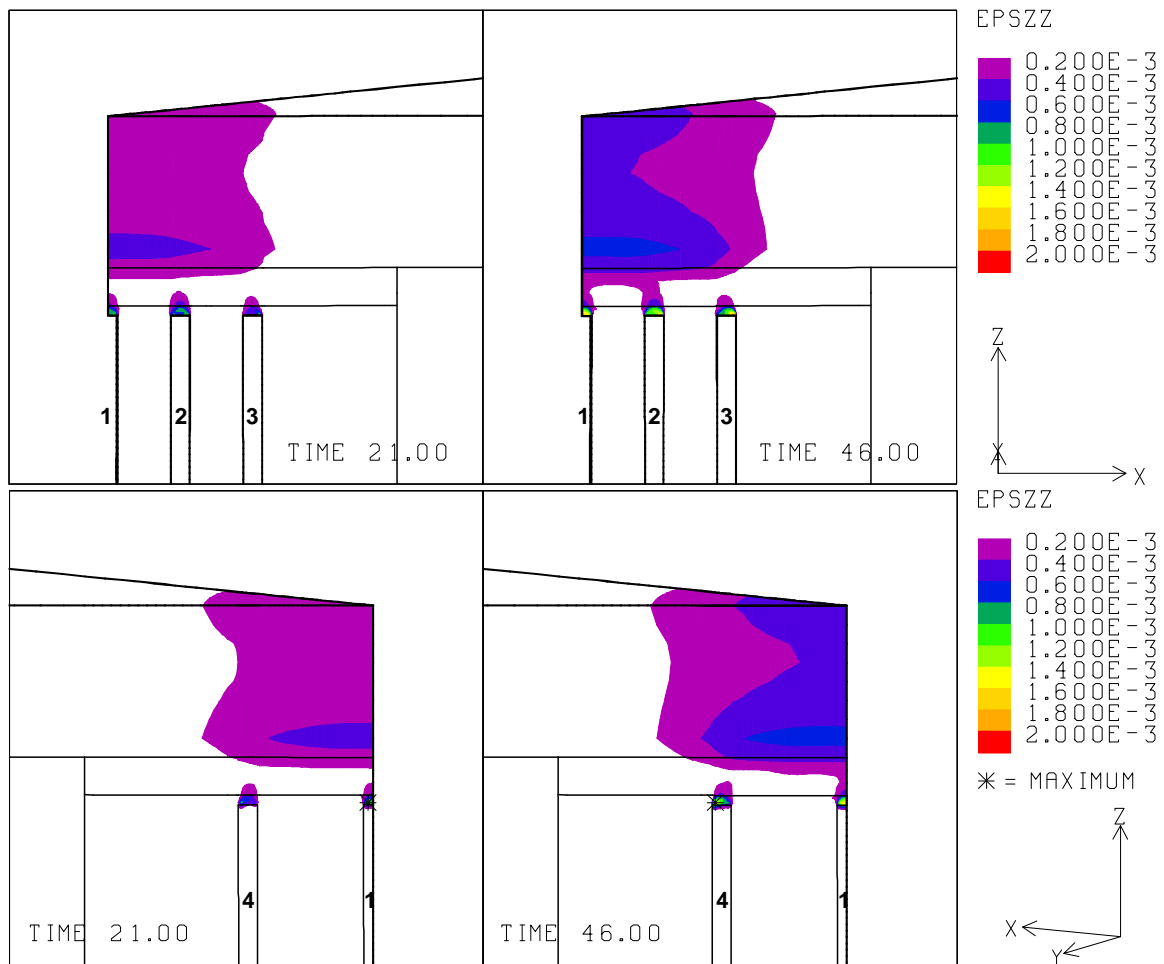 EPSZZ
0.200E-3
0.400E-3
0.600E-3
0.800E-3
1.000E-3
1.200E-3
1.400E-3
1.600E-3
1.800E-3
2.000E-3
1 2 3
TIME 21.00
1 2 3
TIME 46.00
Z
X
X
EPSZZ
0.200E-3
0.400E-3
0.600E-3
0.800E-3
1.000E-3
1.200E-3
1.400E-3
1.600E-3
1.800E-3
2.000E-3
= MAXIMUM
4 1
TIME 21.00
4 1
TIME 46.00
Z
X
Y